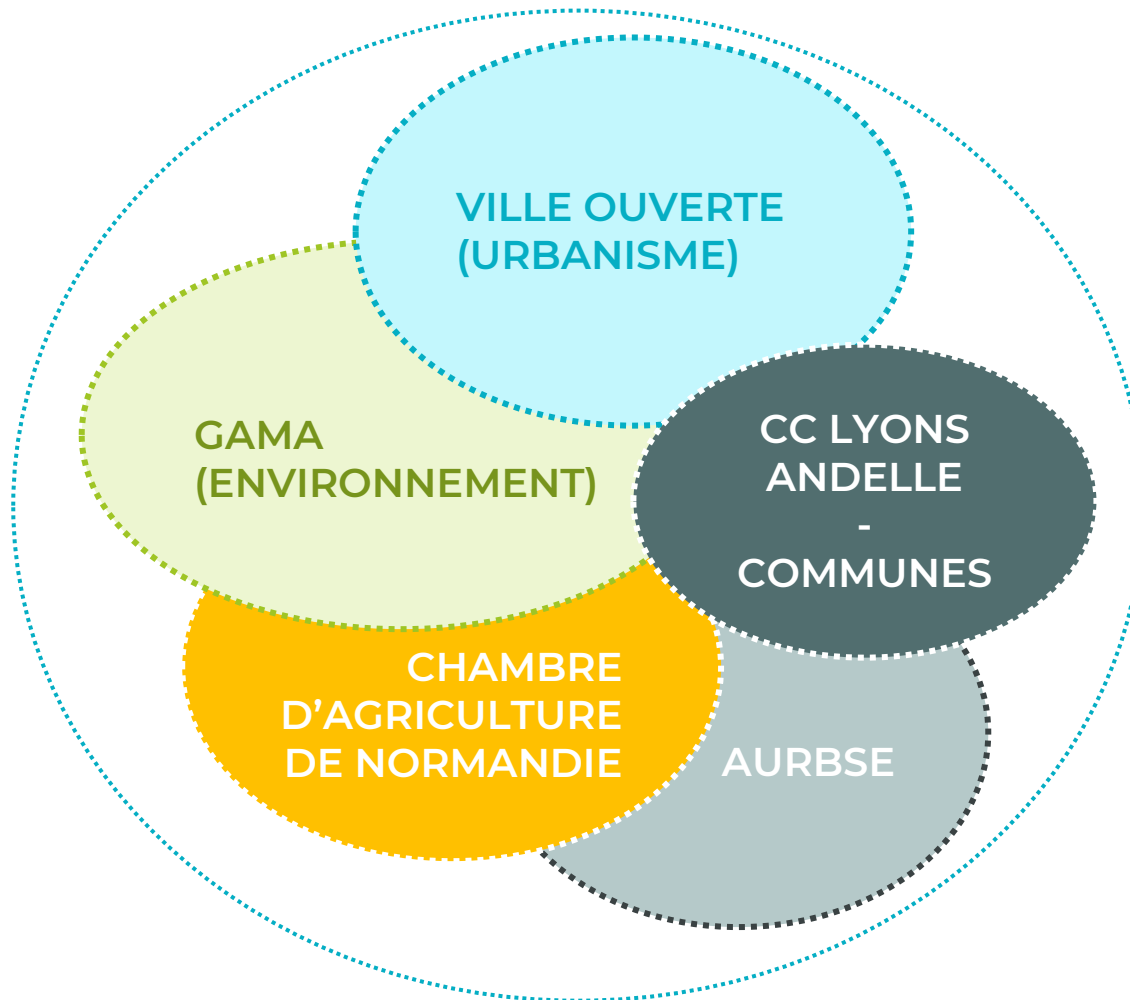 VILLE OUVERTE
(URBANISME)
GAMA
(ENVIRONNEMENT)
CC LYONS
ANDELLE
-
COMMUNES
CHAMBRE
D’AGRICULTURE
DE NORMANDIE
AURBSE